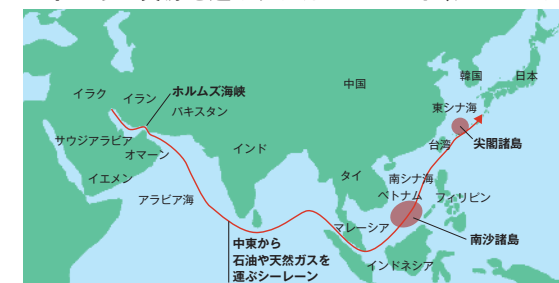 中国
韓国
日本
イラク
イラン
ホルムズ海峡
パキスタン
東シナ海
サウジアラビア
オマーン
インド
台湾
尖閣諸島
イエメン
タイ
南シナ海
アラビア海
ベトナム
フィリピン
マレーシア
南沙諸島
中東から
石油や天然ガスを
運ぶシーレーン
インドネシア